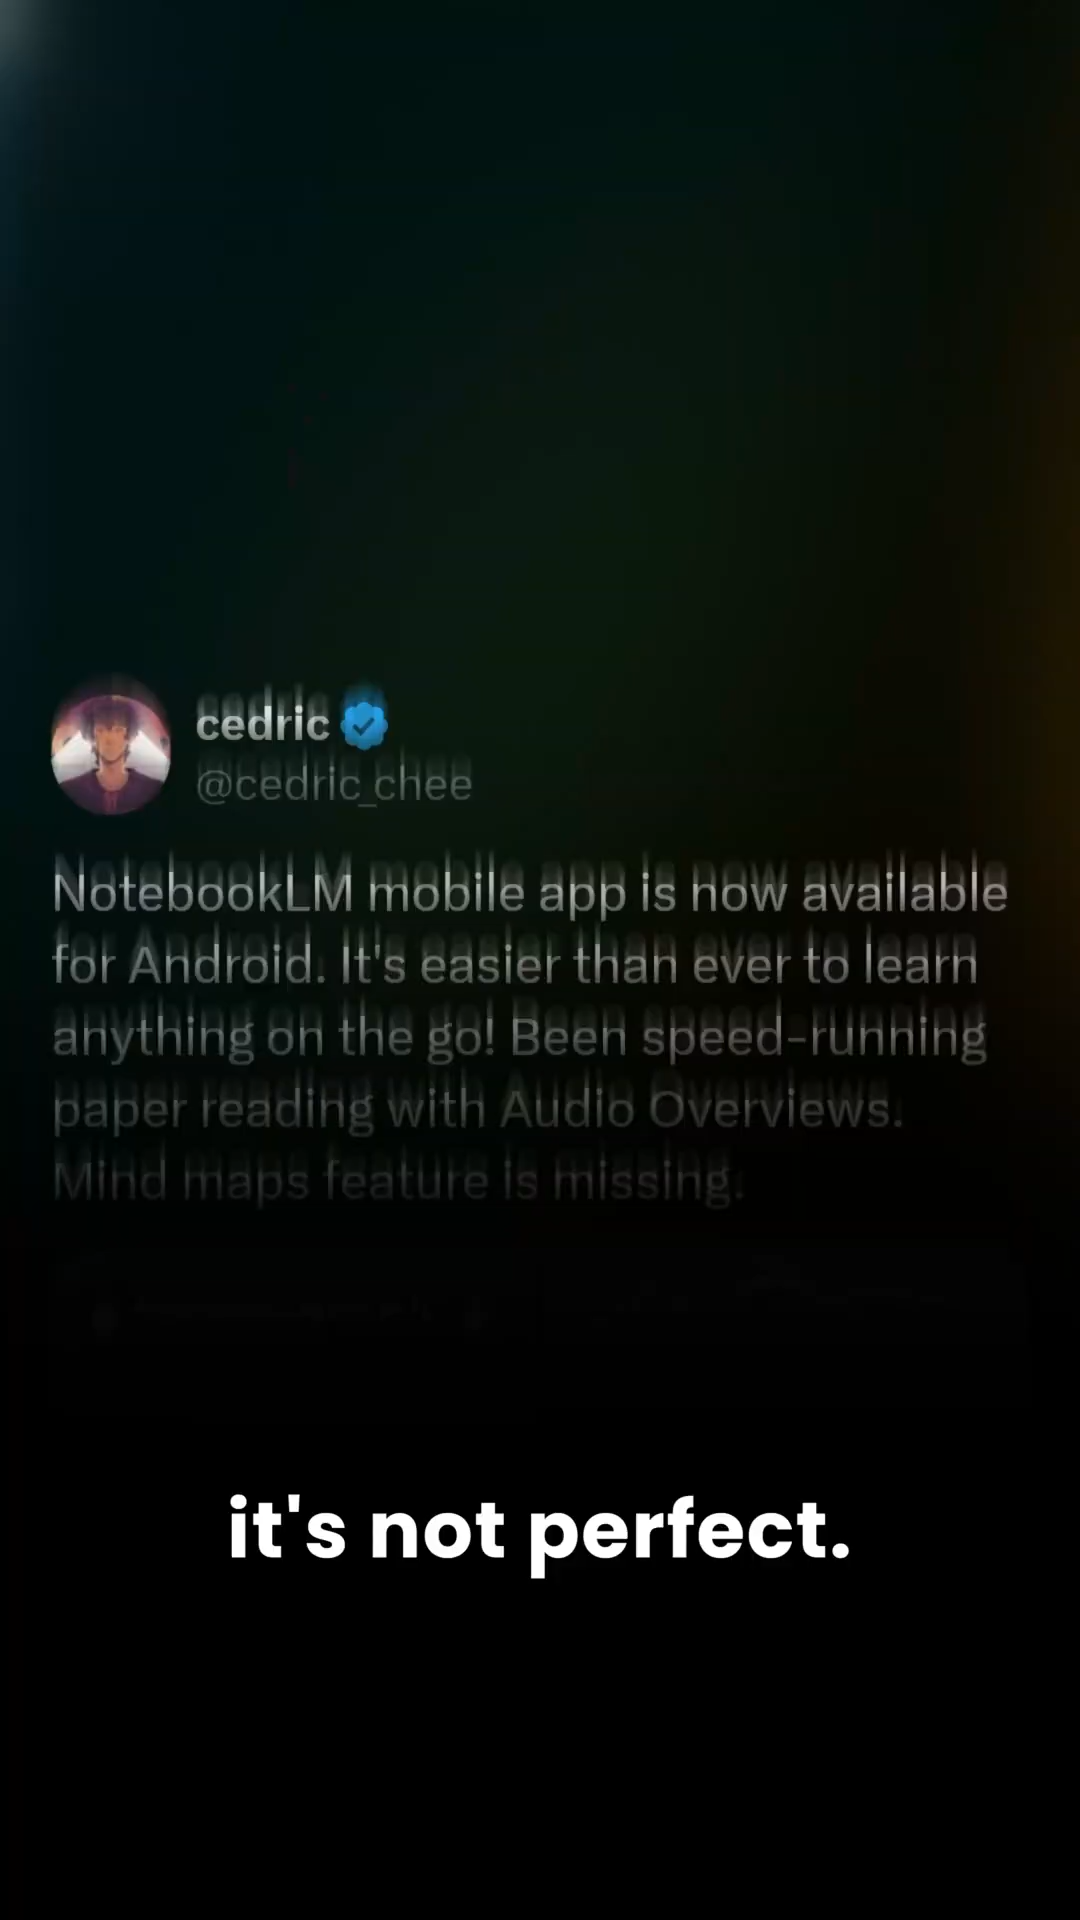 cedric
@cedric_chee
NotebookLM mobile app is now available
for Android. It's easier than ever to learn
anything on the go! Been speed-running
paper reading with Audio Overviews.
Mind maps feature is missing.
it's not perfect.